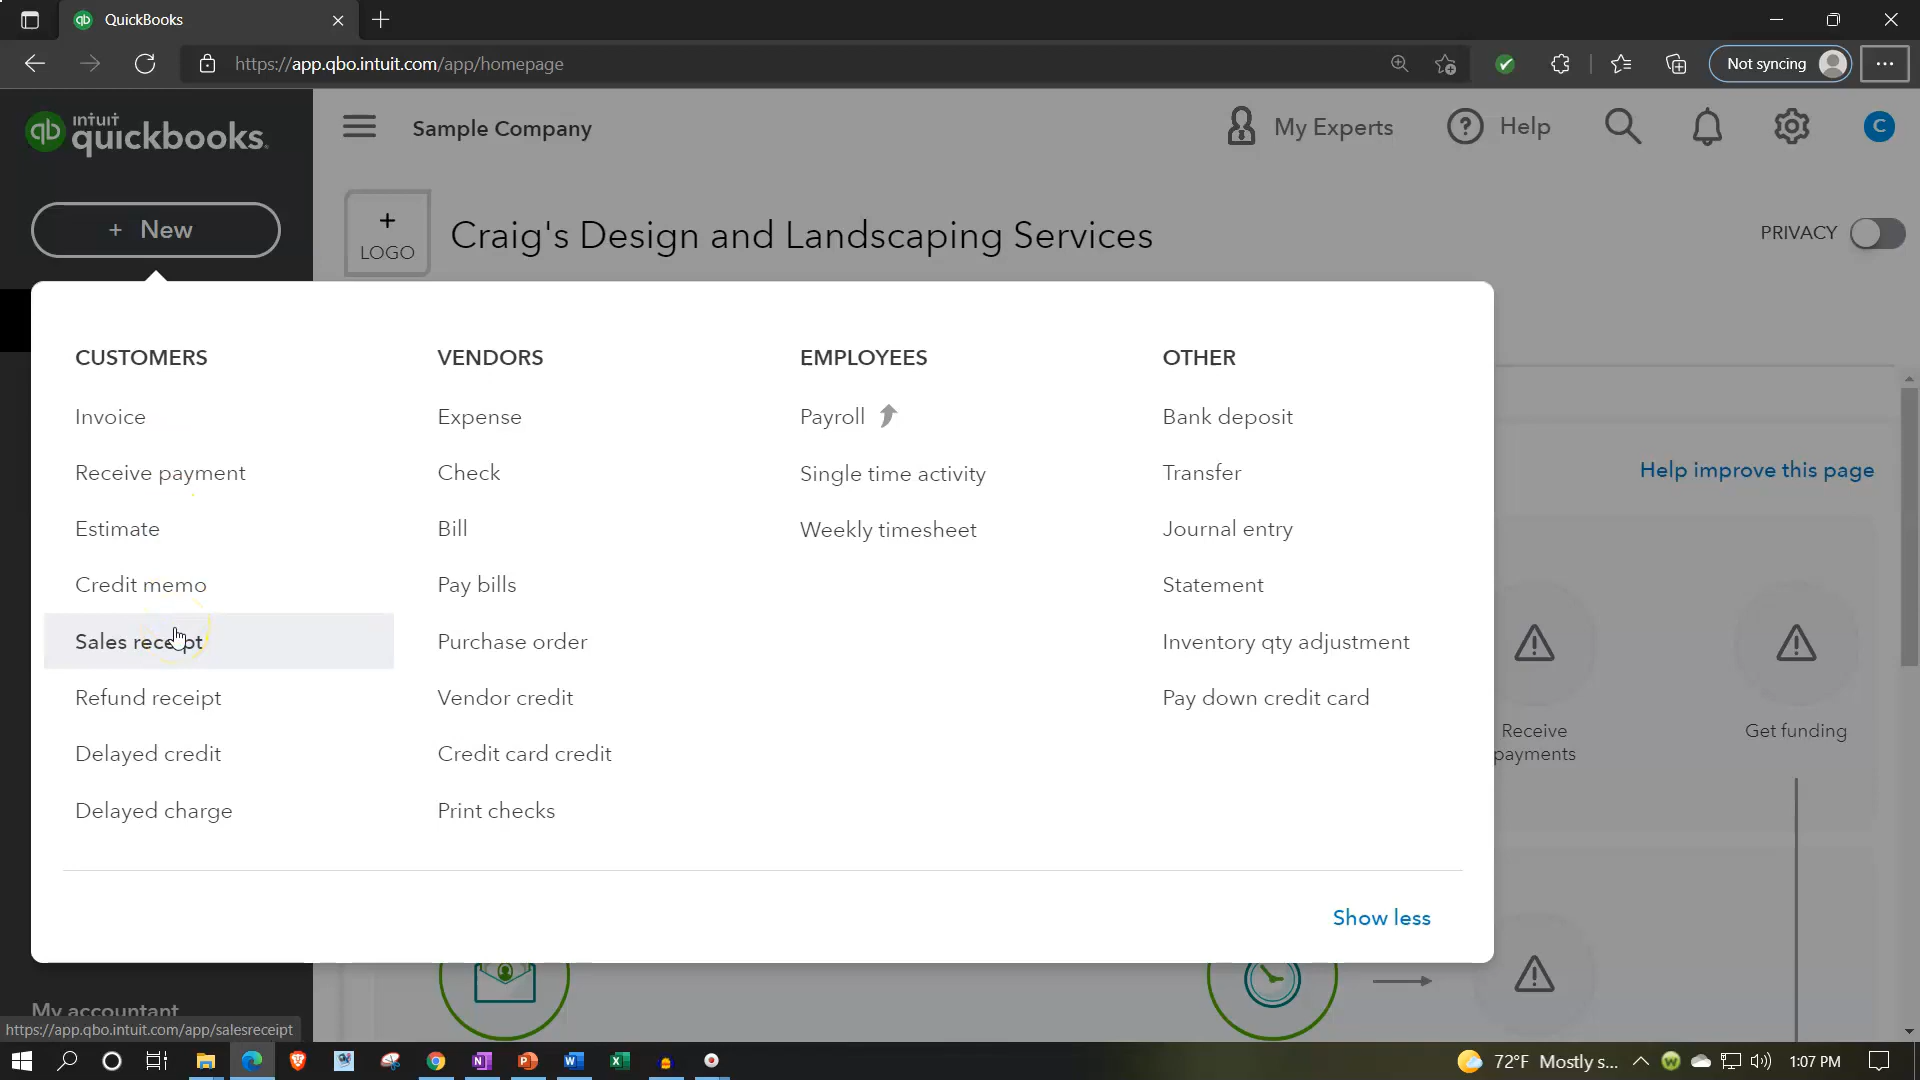 QuickBooks
https://app.qbo.intuit.com/app/homepage
Not syncing
intuit
quickbooks.
Sample Company
My Experts
Help
C
+ New
+
LOGO
Craig's Design and Landscaping Services
PRIVACY
CUSTOMERS
VENDORS
EMPLOYEES
OTHER
Invoice
Expense
Payroll
Bank deposit
Receive payment
Check
Single time activity
Transfer
Help improve this page
Estimate
Bill
Weekly timesheet
Journal entry
Credit memo
Pay bills
Statement
Sales receipt
Purchase order
Inventory qty adjustment
Refund receipt
Vendor credit
Pay down credit card
Receive
payments
Get funding
Delayed credit
Credit card credit
Delayed charge
Print checks
Show less
My accountant
https://app.qbo.intuit.com/app/salesreceipt
72°F Mostly s...
1:07 PM